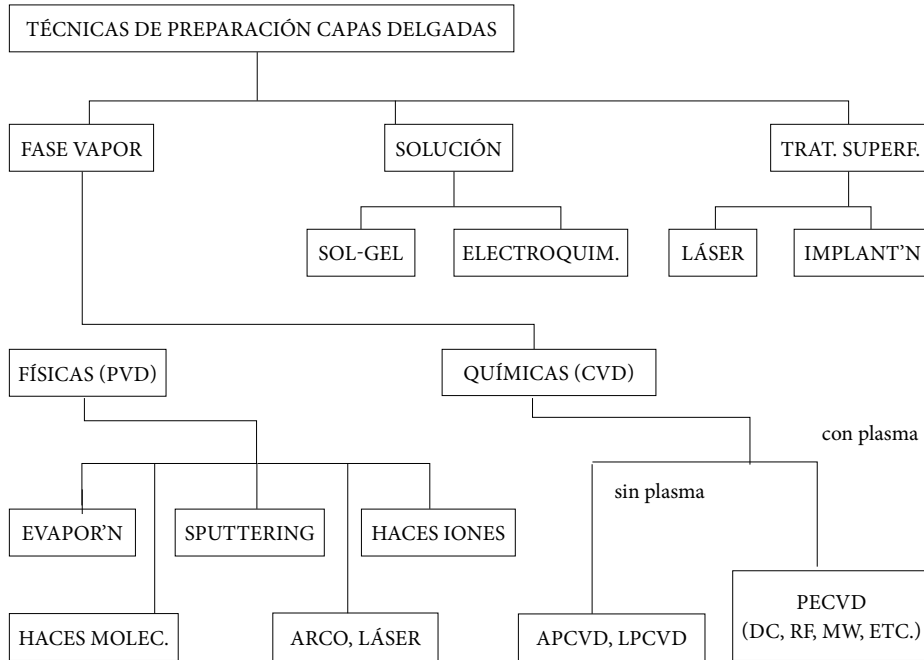 TÉCNICAS DE PREPARACIÓN CAPAS DELGADAS
FASE VAPOR
SOLUCIÓN
TRAT. SUPERF.
SOL-GEL
ELECTROQUIM.
LÁSER
IMPLANT’N
FÍSICAS (PVD)
QUÍMICAS (CVD)
con plasma
sin plasma
EVAPOR’N
SPUTTERING
HACES IONES
HACES MOLEC.
ARCO, LÁSER
APCVD, LPCVD
PECVD
(DC, RF, MW, ETC.)